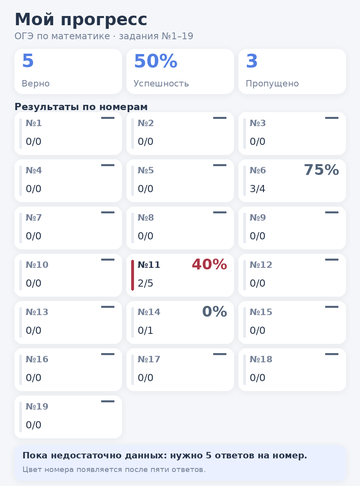 Мой прогресс
ОГЭ по математике · задания №1–19
5 50% 3
Верно Успешность Пропущено
Результаты по номерам
№1 — №2 — №3 —
0/0 0/0 0/0
№4 — №5 — №6 75%
0/0 0/0 3/4
№7 — №8 — №9 —
0/0 0/0 0/0
№10 — №11 40% №12 —
0/0 2/5 0/0
№13 — №14 0% №15 —
0/0 0/1 0/0
№16 — №17 — №18 —
0/0 0/0 0/0
№19 —
0/0
Пока недостаточно данных: нужно 5 ответов на номер.
Цвет номера появляется после пяти ответов.